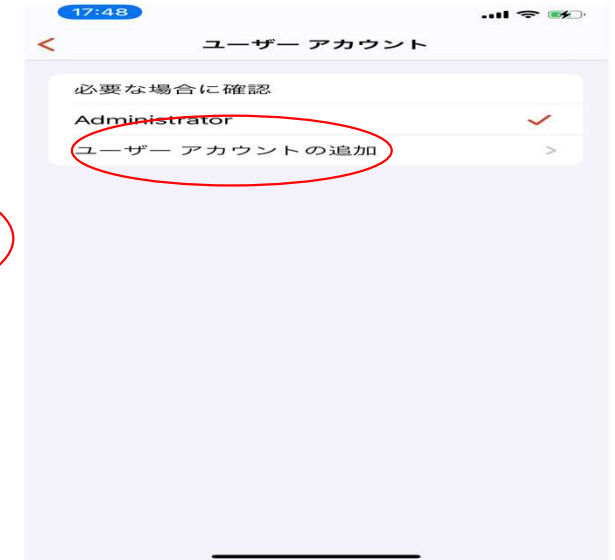 17:48
<
ユーザー アカウント
必要な場合に確認
Administrator
ユーザー アカウントの追加 >